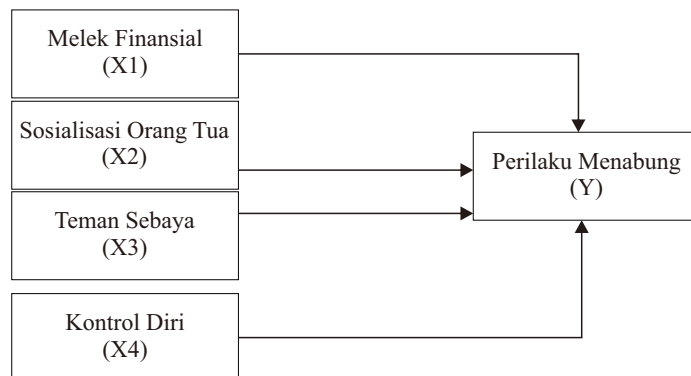 Melek Finansial
(X1)
Sosialisasi Orang Tua
(X2)
Teman Sebaya
(X3)
Kontrol Diri
(X4)
Perilaku Menabung
(Y)